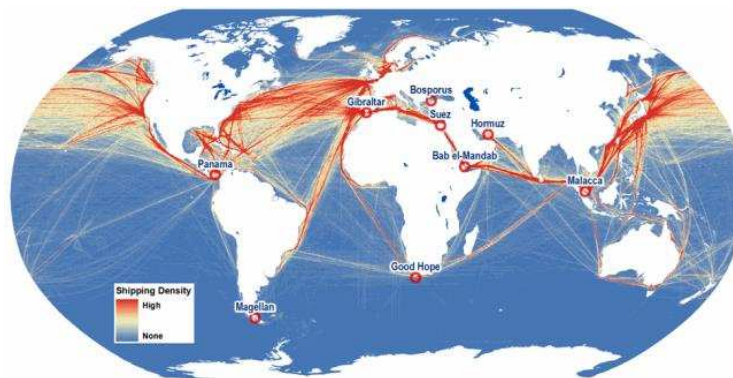 Bosporus
Gibraltar
Suez
Hormuz
Panama
Bab el-Mandab
Malacca
Good Hope
Shipping Density
High
None
Magellan